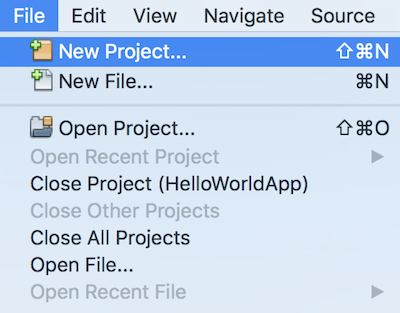 File Edit View Navigate Source
New Project... ⇧⌘N
New File... ⌘N
Open Project... ⇧⌘O
Open Recent Project ▶
Close Project (HelloWorldApp)
Close Other Projects
Close All Projects
Open File...
Open Recent File ▶